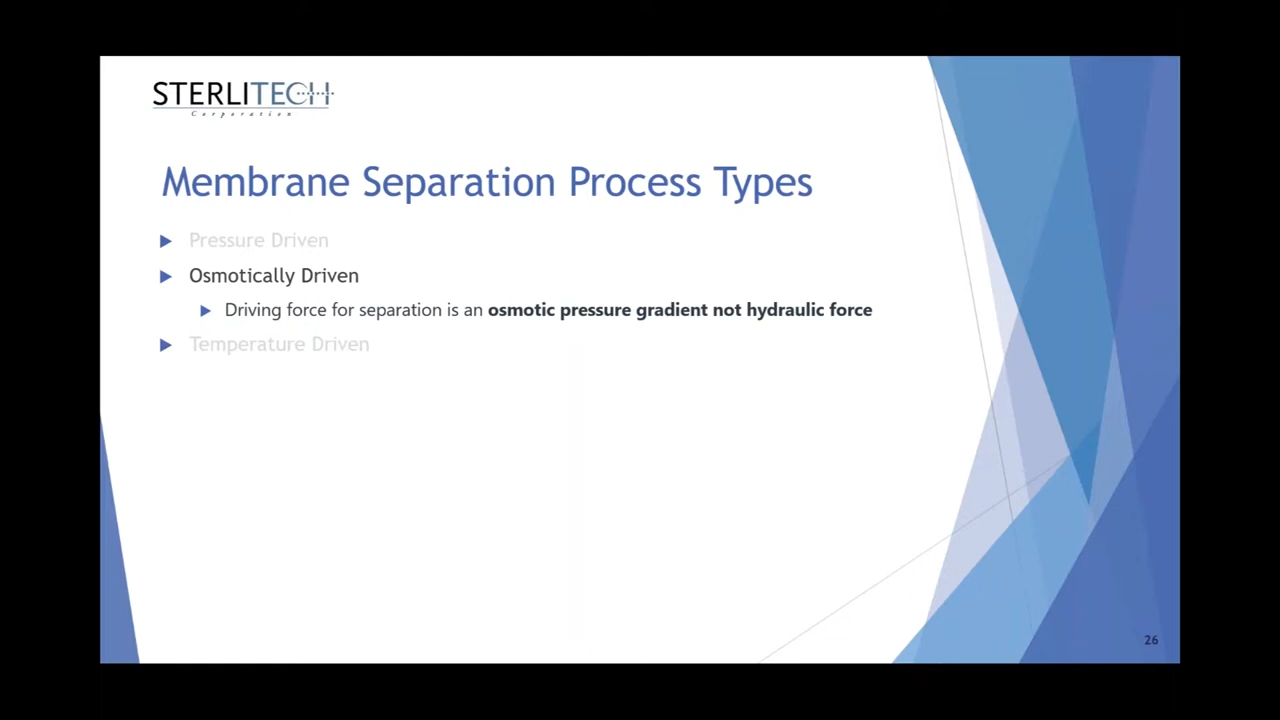 STERLITECH
Corporation
Membrane Separation Process Types
Pressure Driven
Osmotically Driven
Driving force for separation is an osmotic pressure gradient not hydraulic force
Temperature Driven
26